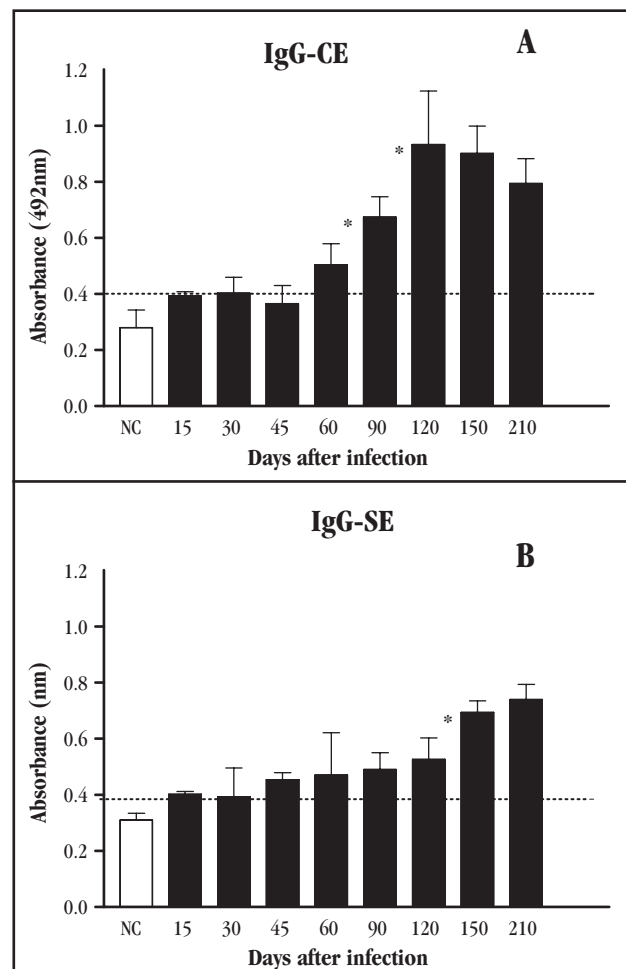 IgG-CE
A
Absorbance (492nm)
1.2
1.0
0.8
0.6
0.4
0.2
0.0
*
*
NC 15 30 45 60 90 120 150 210
Days after infection
IgG-SE
B
Absorbance (nm)
1.2
1.0
0.8
0.6
0.4
0.2
0.0
*
NC 15 30 45 60 90 120 150 210
Days after infection